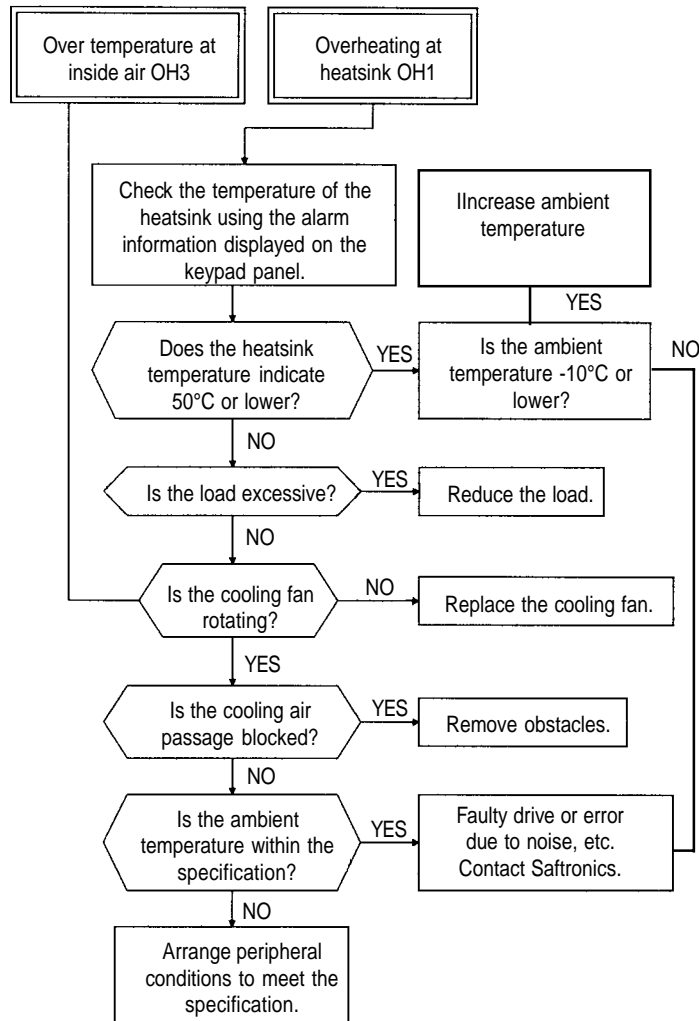 Over temperature at
inside air OH3
Overheating at
heatsink OH1
Check the temperature of the
heatsink using the alarm
information displayed on the
keypad panel.
IIncrease ambient
temperature
YES
Does the heatsink
temperature indicate
50°C or lower?
YES
Is the ambient
temperature -10°C or
lower?
NO
NO
Is the load excessive?
YES
Reduce the load.
NO
Is the cooling fan
rotating?
NO
Replace the cooling fan.
YES
Is the cooling air
passage blocked?
YES
Remove obstacles.
NO
Is the ambient
temperature within the
specification?
YES
Faulty drive or error
due to noise, etc.
Contact Saftronics.
NO
Arrange peripheral
conditions to meet the
specification.